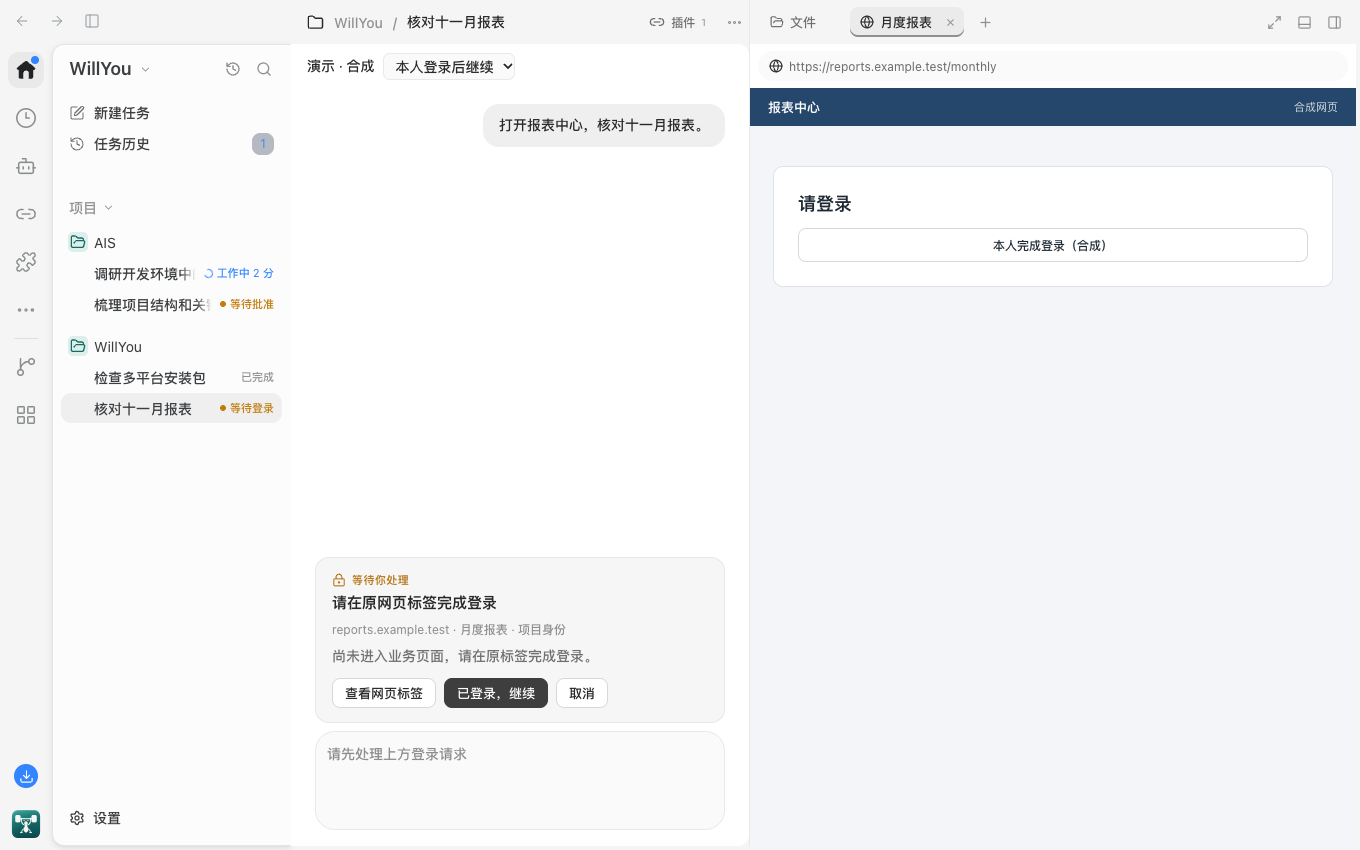 WillYou / 核对十一月报表
插件 1
文件
月度报表
WillYou
新建任务
任务历史
1
项目
AIS
调研开发环境中
工作中 2 分
梳理项目结构和关
等待批准
WillYou
检查多平台安装包
已完成
核对十一月报表
等待登录
设置
演示 · 合成
本人登录后继续
打开报表中心，核对十一月报表。
等待你处理
请在原网页标签完成登录
reports.example.test · 月度报表 · 项目身份
尚未进入业务页面，请在原标签完成登录。
查看网页标签
已登录，继续
取消
请先处理上方登录请求
https://reports.example.test/monthly
报表中心
合成网页
请登录
本人完成登录（合成）